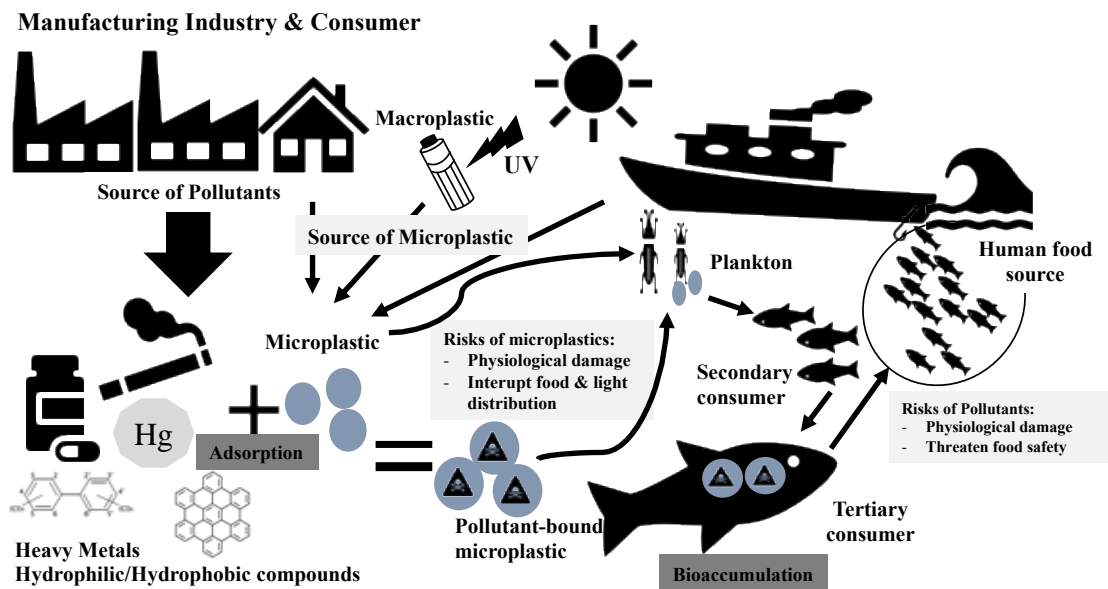 Manufacturing Industry & Consumer
Macroplastic
UV
Source of Pollutants
Source of Microplastic
Plankton
Human food
source
Microplastic
Risks of microplastics:
- Physiological damage
- Interupt food & light
distribution
Secondary
consumer
Risks of Pollutants:
- Physiological damage
- Threaten food safety
Hg
Adsorption
Pollutant-bound
microplastic
Tertiary
consumer
Bioaccumulation
Heavy Metals
Hydrophilic/Hydrophobic compounds